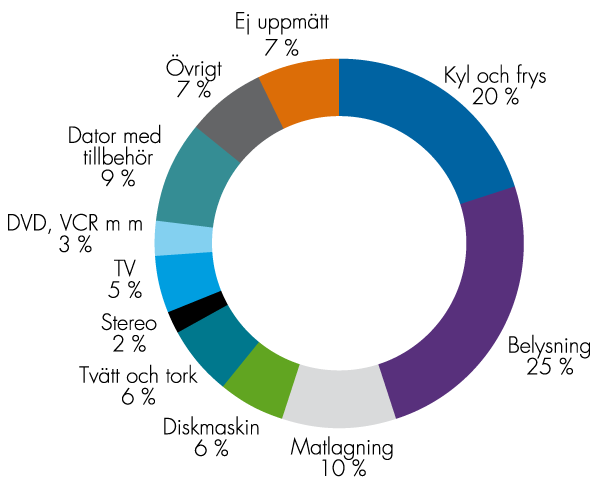 Ej uppmätt
7 %
Kyl och frys
20 %
Belysning
25 %
Matlagning
10 %
Diskmaskin
6 %
Tvätt och tork
6 %
Stereo
2 %
TV
5 %
DVD, VCR m m
3 %
Dator med
tillbehör
9 %
Övrigt
7 %